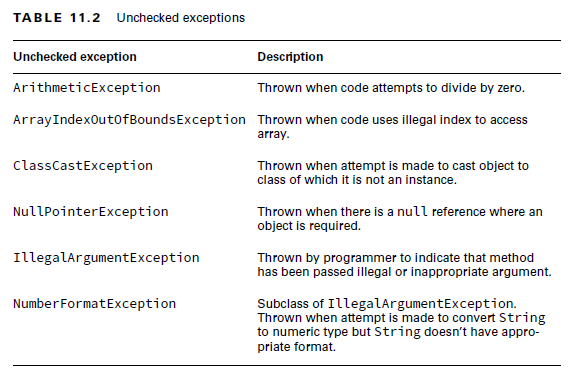 TABLE 11.2 Unchecked exceptions
Unchecked exception Description
ArithmeticException Thrown when code attempts to divide by zero.
ArrayIndexOutOfBoundsException Thrown when code uses illegal index to access
array.
ClassCastException Thrown when attempt is made to cast object to
class of which it is not an instance.
NullPointerException Thrown when there is a null reference where an
object is required.
IllegalArgumentException Thrown by programmer to indicate that method
has been passed illegal or inappropriate argument.
NumberFormatException Subclass of IllegalArgumentException.
Thrown when attempt is made to convert String
to numeric type but String doesn't have appro-
priate format.